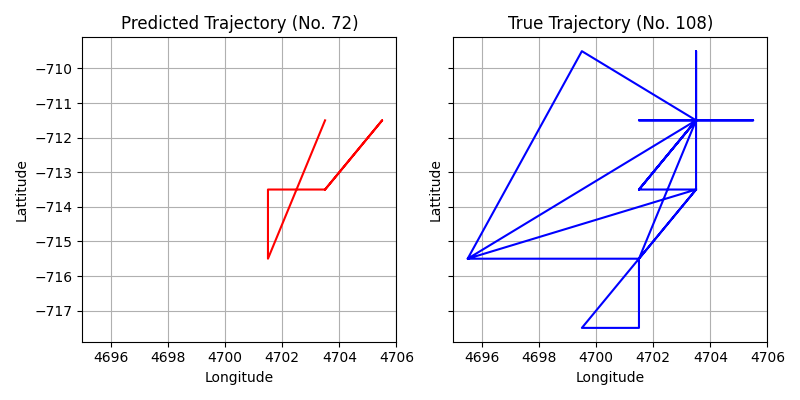 Predicted Trajectory (No. 72)
True Trajectory (No. 108)
Lattitude
−710
−711
−712
−713
−714
−715
−716
−717
4696 4698 4700 4702 4704 4706
Longitude
Lattitude
4696 4698 4700 4702 4704 4706
Longitude